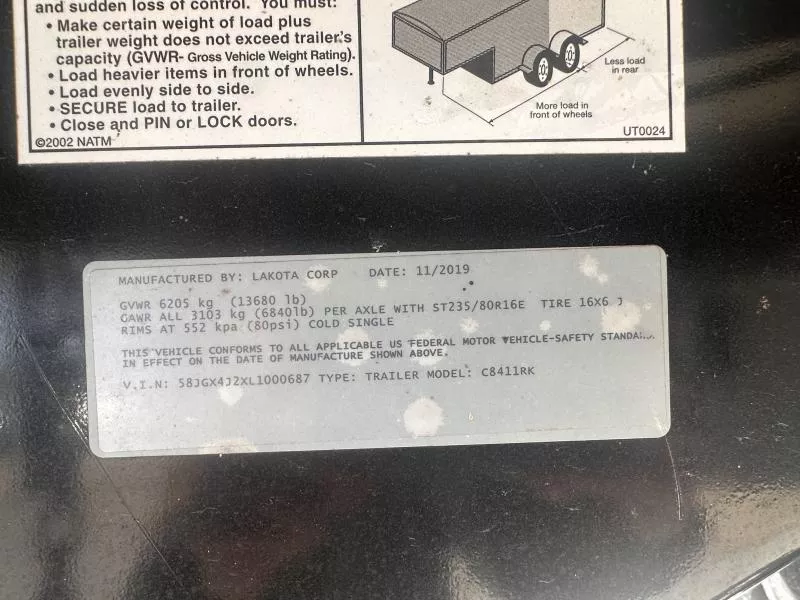 and sudden loss of control. You must:
• Make certain weight of load plus
trailer weight does not exceed trailer's
capacity (GVWR- Gross Vehicle Weight Rating).
• Load heavier items in front of wheels.
• Load evenly side to side.
• SECURE load to trailer.
• Close and PIN or LOCK doors.
©2002 NATM
Less load
in rear
More load in
front of wheels
UT0024
MANUFACTURED BY: LAKOTA CORP DATE: 11/2019
GVWR 6205 kg (13680 lb)
GAWR ALL 3103 kg (6840lb) PER AXLE WITH ST235/80R16E TIRE 16X6 J
RIMS AT 552 kpa (80psi) COLD SINGLE
THIS VEHICLE CONFORMS TO ALL APPLICABLE US FEDERAL MOTOR VEHICLE-SAFETY STANDA
IN EFFECT ON THE DATE OF MANUFACTURE SHOWN ABOVE.
V.I.N: 58JGX4J2XL1000687 TYPE: TRAILER MODEL: C8411RK